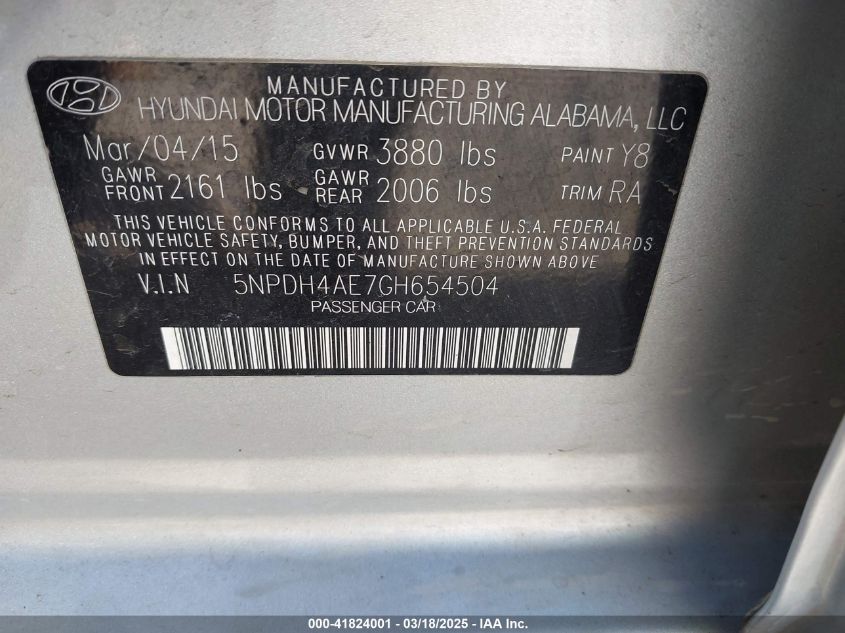 MANUFACTURED BY
HYUNDAI MOTOR MANUFACTURING ALABAMA, LLC
Mar/04/15 GVWR 3880 lbs PAINT Y8
GAWR FRONT 2161 lbs GAWR REAR 2006 lbs TRIM RA
THIS VEHICLE CONFORMS TO ALL APPLICABLE U.S.A. FEDERAL
MOTOR VEHICLE SAFETY, BUMPER, AND THEFT PREVENTION STANDARDS
IN EFFECT ON THE DATE OF MANUFACTURE SHOWN ABOVE
V.I.N 5NPDH4AE7GH654504
PASSENGER CAR
000-41824001 - 03/18/2025 - IAA Inc.